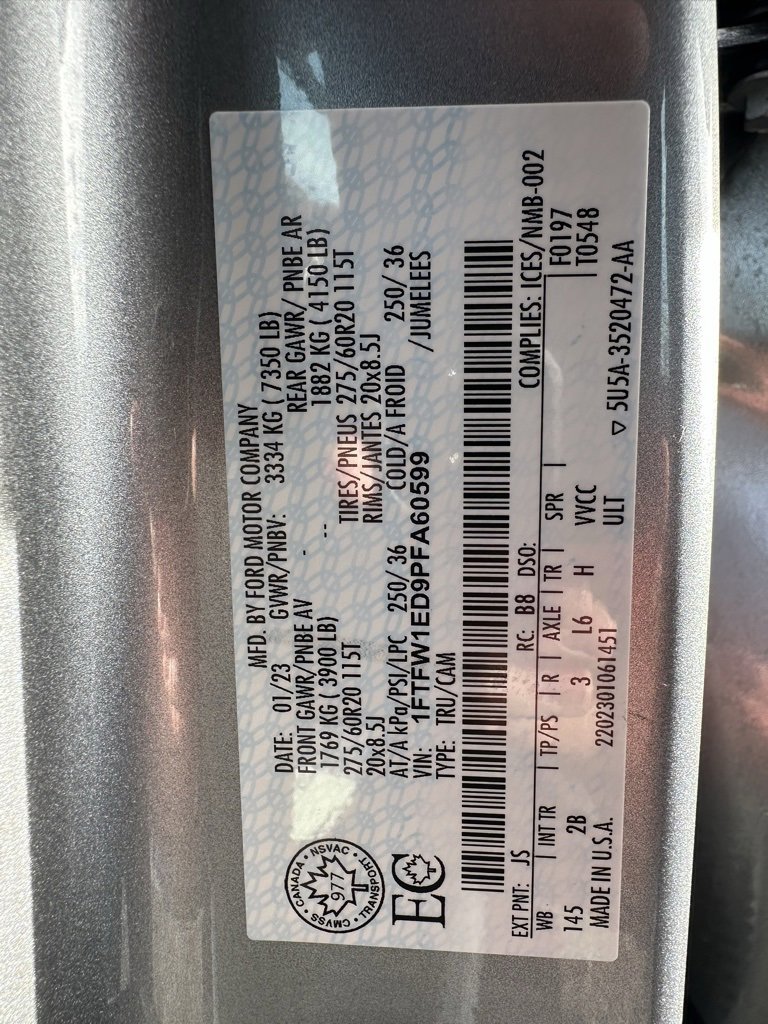 MFD. BY FORD MOTOR COMPANY
DATE: 01/23 GVWR/PNBV: 3334 KG ( 7350 LB)
FRONT GAWR/PNBE AV - REAR GAWR/ PNBE AR
1769 KG ( 3900 LB) -- 1882 KG ( 4150 LB)
275/60R20 115T TIRES/PNEUS 275/60R20 115T
20x8.5J RIMS/JANTES 20x8.5J
AT/A kPa/PSI/LPC 250/ 36 COLD/A FROID 250/ 36
VIN: 1FTFW1ED9PFA60599 /JUMELEES
TYPE: TRU/CAM
CANADA • NSVAC • TRANSPORT • CMVSS •
977
EC
EXT PNT: JS RC: B8 DSO: COMPLIES: ICES/NMB-002
WB | INT TR | TP/PS | R | AXLE | TR | SPR | F0197
145 2B 3 L6 H VVCC T0548
MADE IN U.S.A. 2202301061451 ULT
▽ 5U5A-3520472-AA